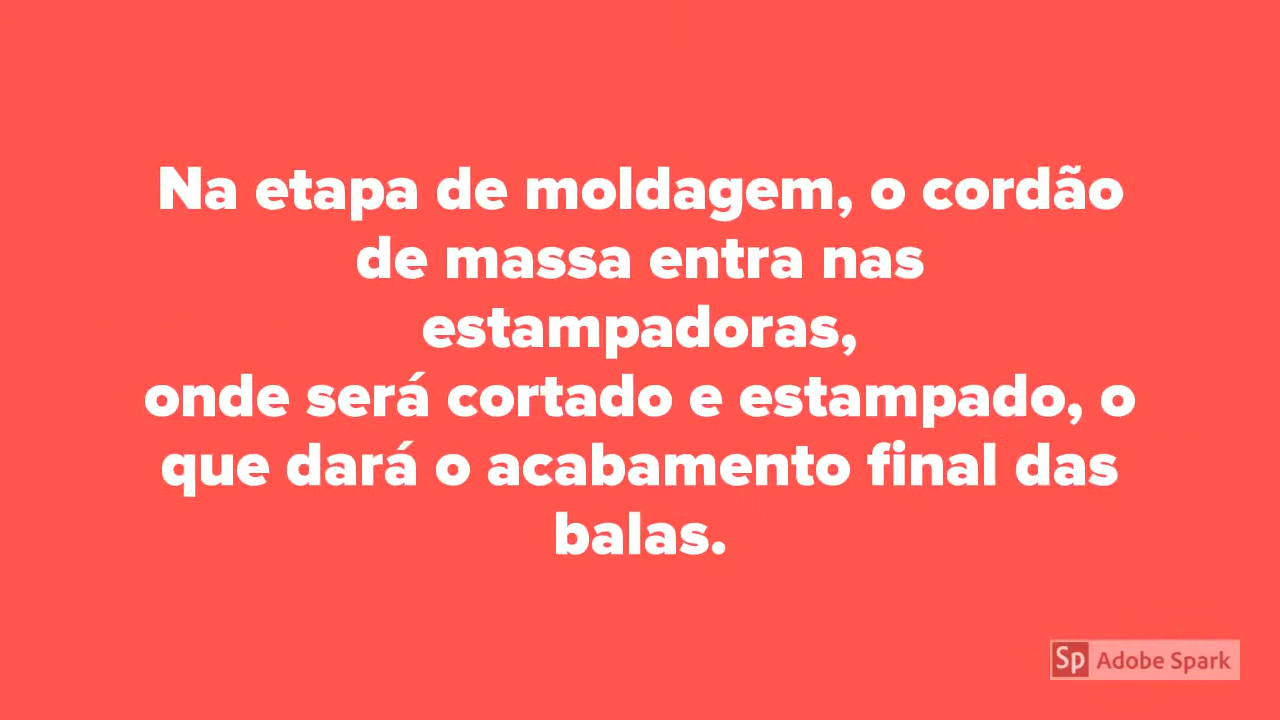 Na etapa de moldagem, o cordão
de massa entra nas
estampadoras,
onde será cortado e estampado, o
que dará o acabamento final das
balas.
Sp Adobe Spark